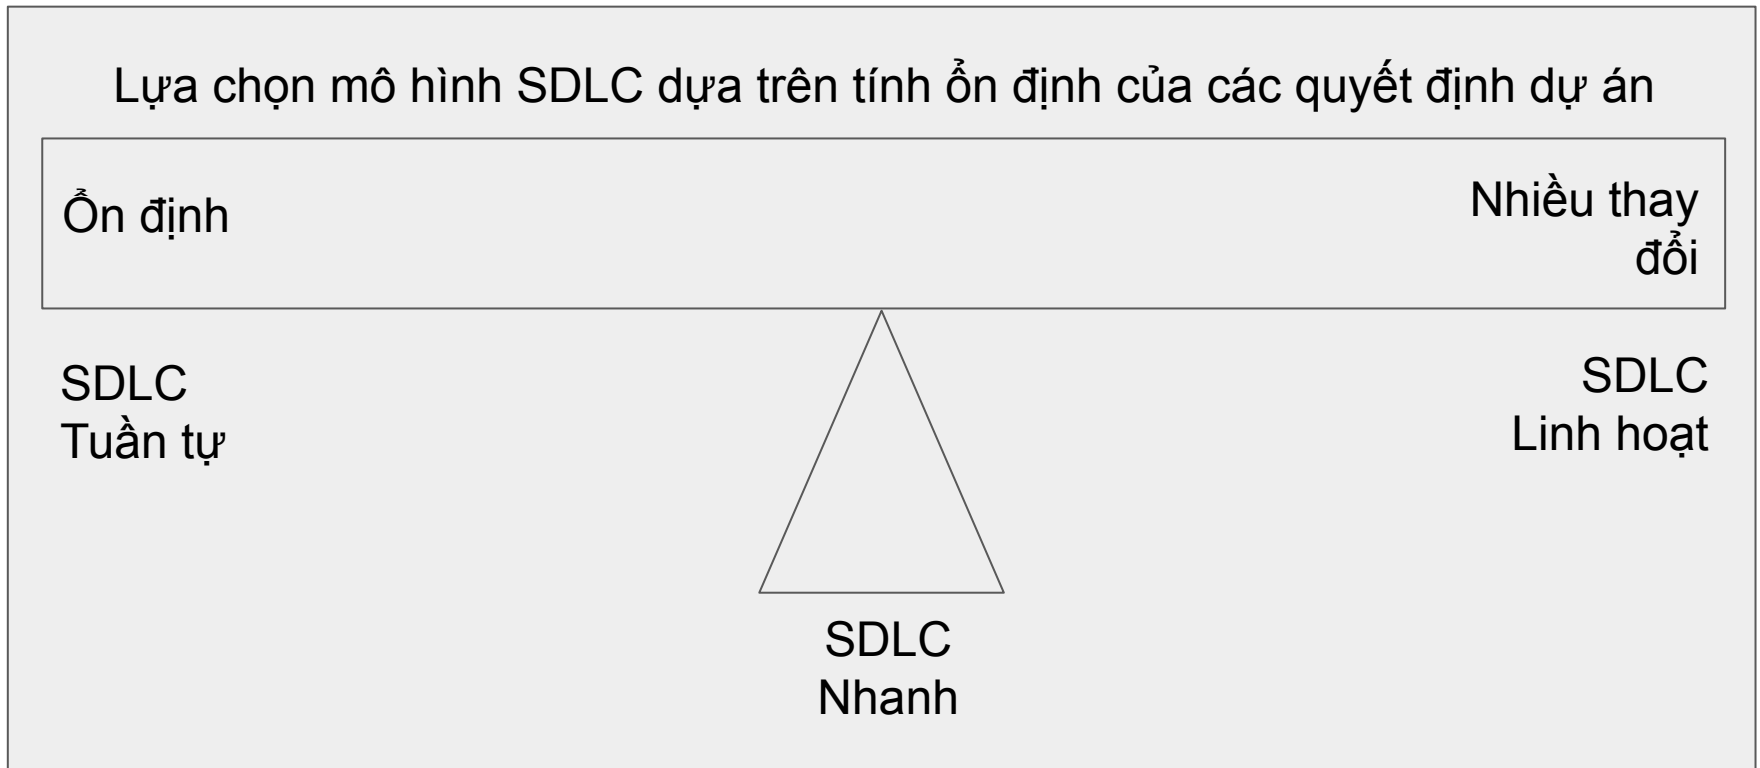 Lựa chọn mô hình SDLC dựa trên tính ổn định của các quyết định dự án
Ổn định
Nhiều thay
đổi
SDLC
Tuần tự
SDLC
Linh hoạt
SDLC
Nhanh